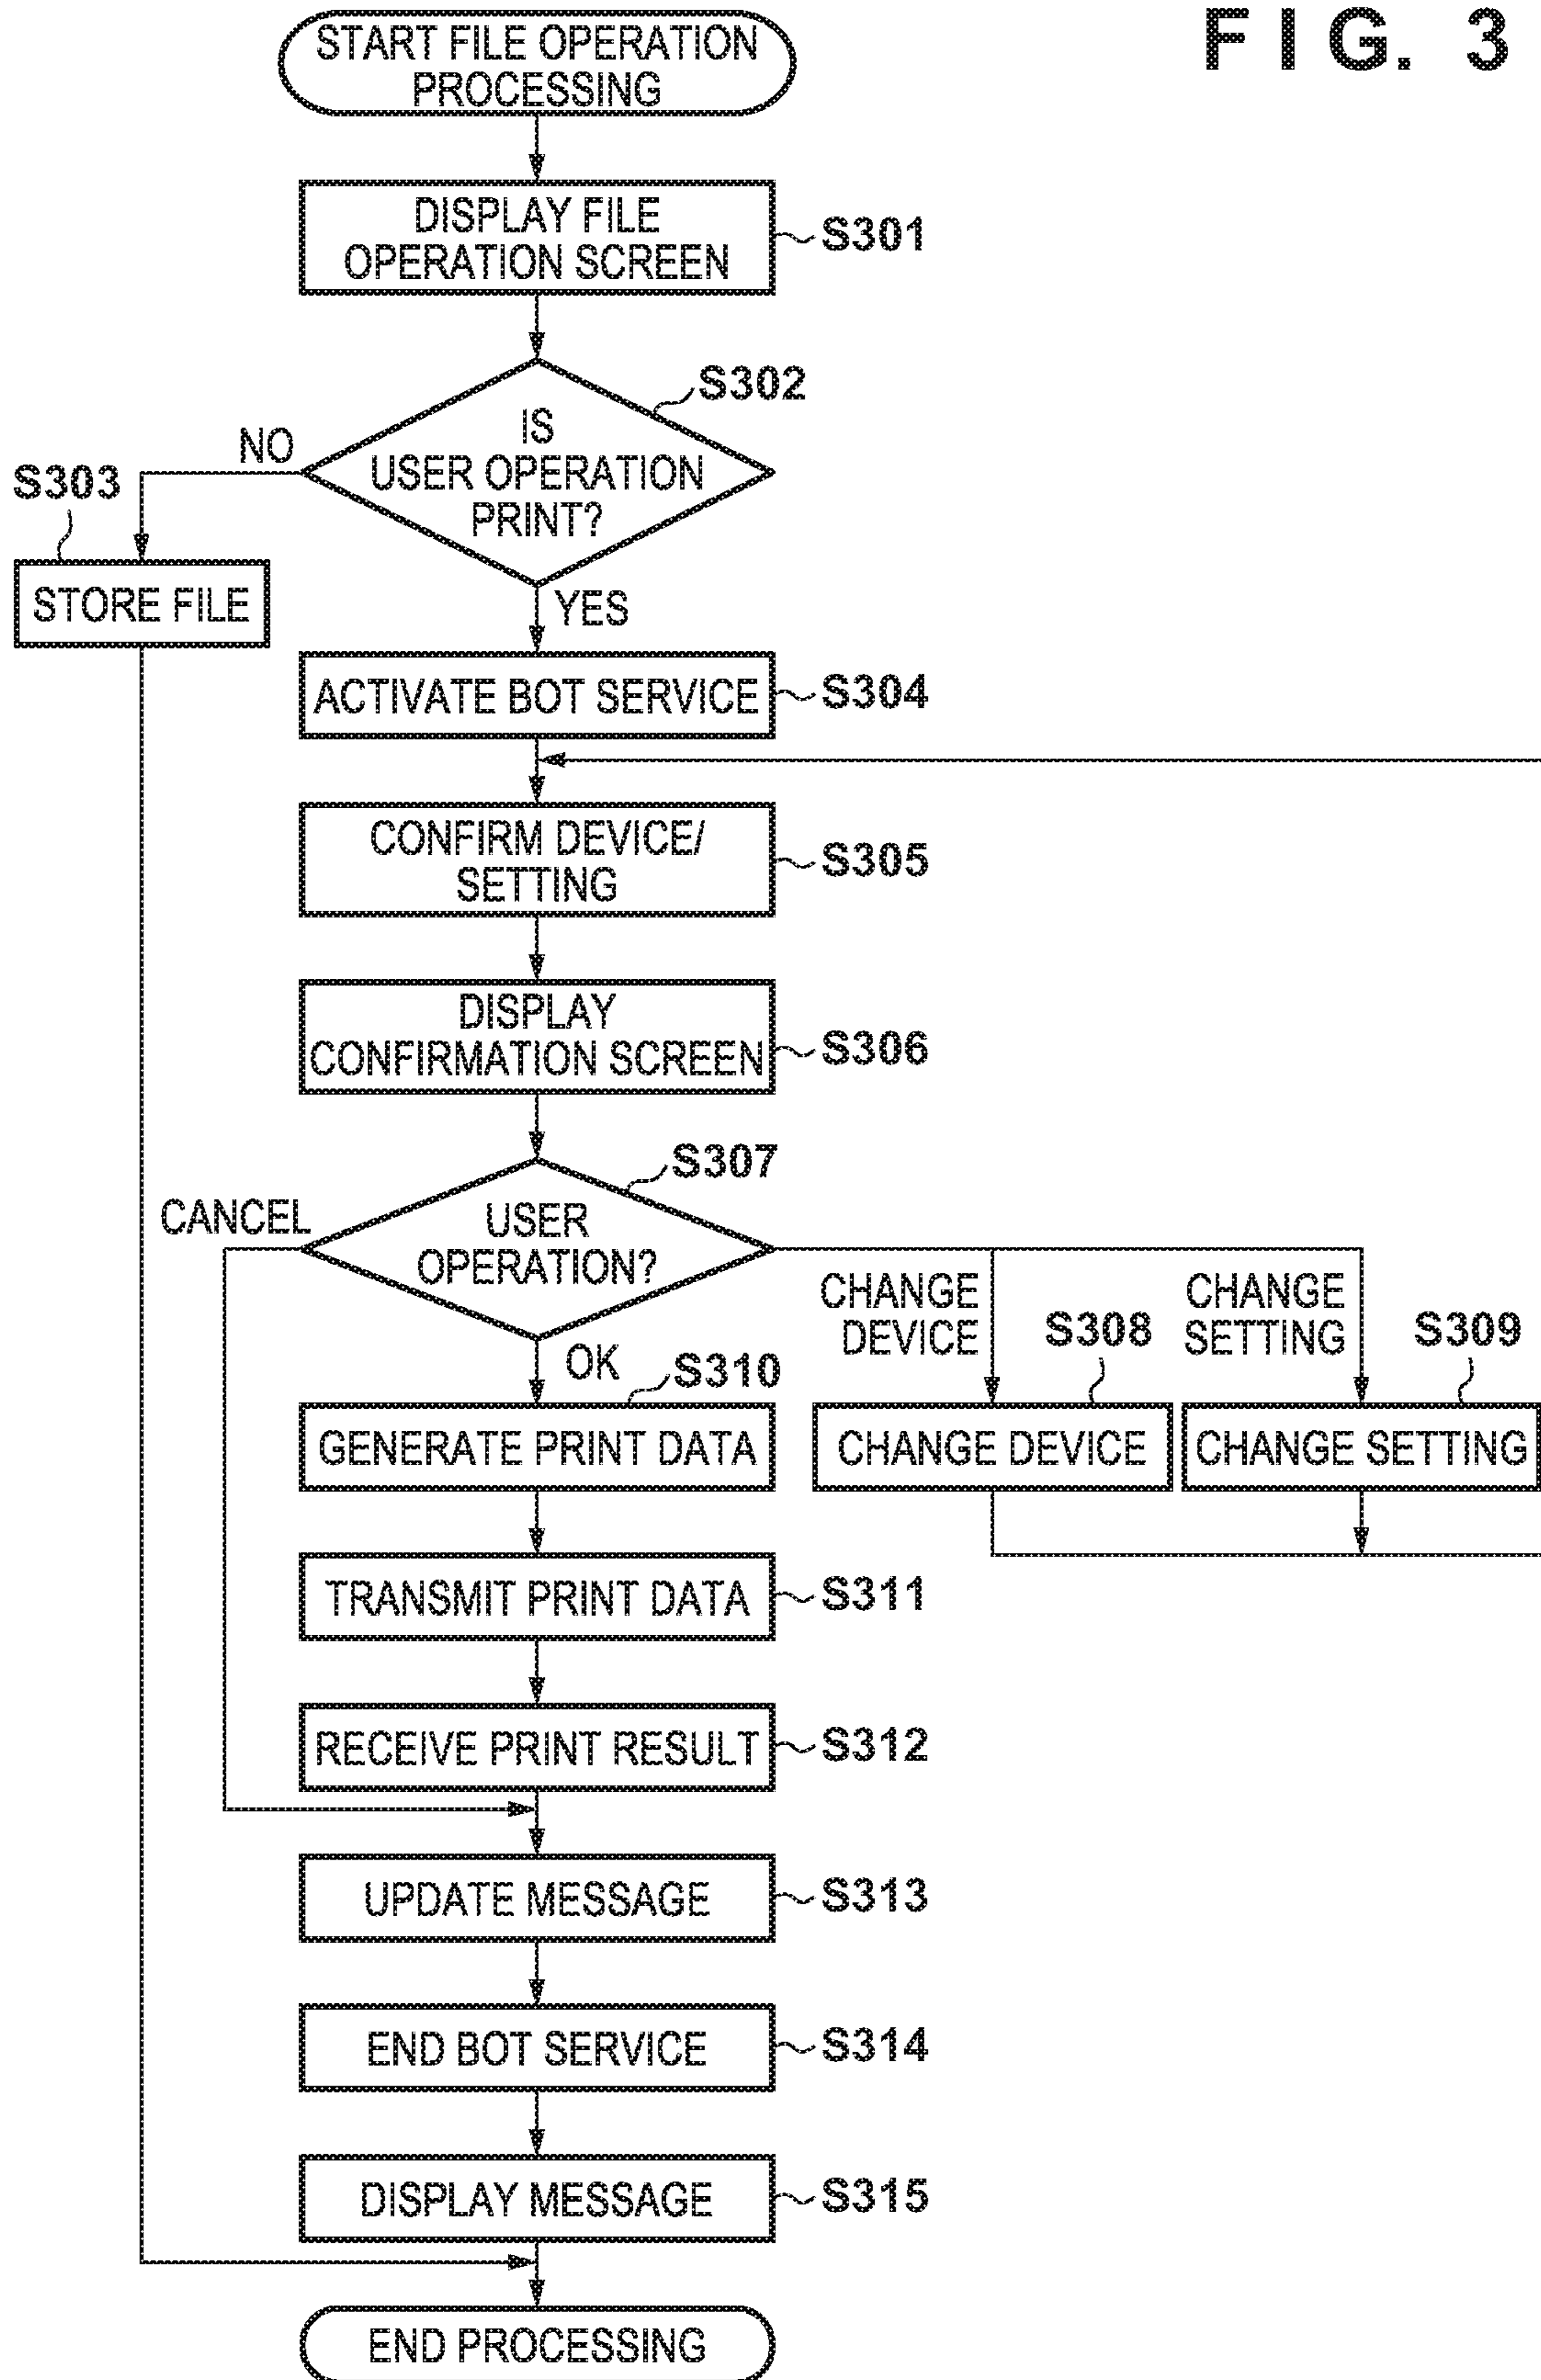 FIG. 3
START FILE OPERATION
PROCESSING
DISPLAY FILE
OPERATION SCREEN
S301
S302
IS
USER OPERATION
PRINT?
NO
S303
STORE FILE
YES
ACTIVATE BOT SERVICE
S304
CONFIRM DEVICE/
SETTING
S305
DISPLAY
CONFIRMATION SCREEN
S306
S307
USER
OPERATION?
CANCEL
CHANGE
DEVICE
S308
CHANGE
SETTING
S309
OK
S310
GENERATE PRINT DATA
CHANGE DEVICE
CHANGE SETTING
TRANSMIT PRINT DATA
S311
RECEIVE PRINT RESULT
S312
UPDATE MESSAGE
S313
END BOT SERVICE
S314
DISPLAY MESSAGE
S315
END PROCESSING